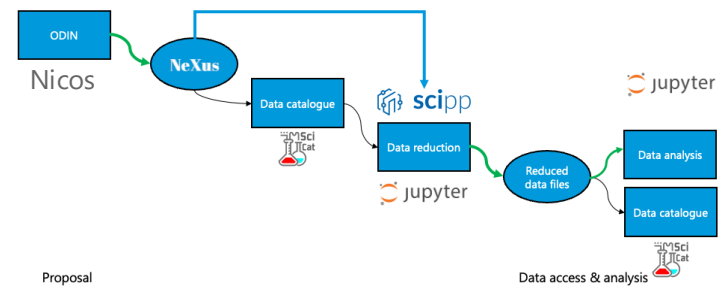 ODIN
Nicos
NeXus
Data catalogue
SciCat
scipp
Data reduction
jupyter
Reduced
data files
jupyter
Data analysis
Data catalogue
SciCat
Proposal
Data access & analysis